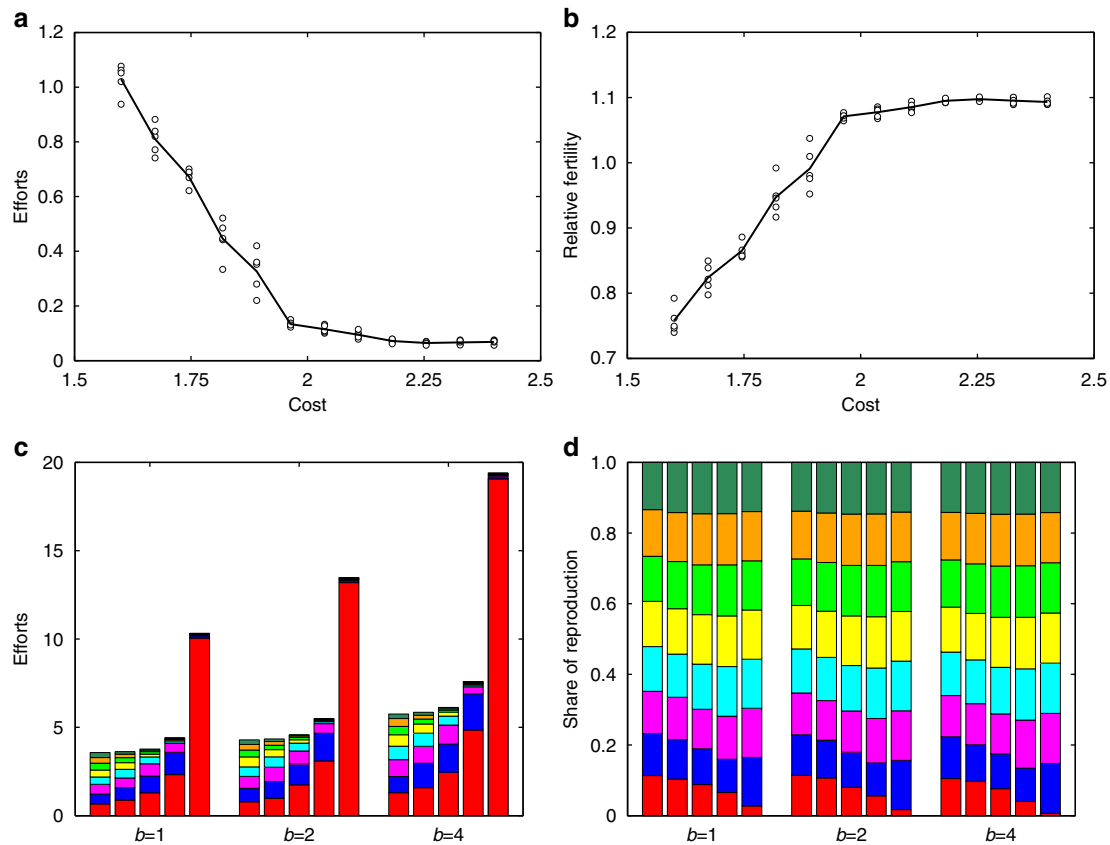 a
b
1.2
1.0
0.8
0.6
0.4
0.2
0
Efforts
1.5
1.75
2
2.25
2.5
Cost
1.2
1.1
1.0
0.9
0.8
0.7
Relative fertility
1.5
1.75
2
2.25
2.5
Cost
c
d
20
15
10
5
0
Efforts
b=1
b=2
b=4
1.0
0.8
0.6
0.4
0.2
0
Share of reproduction
b=1
b=2
b=4